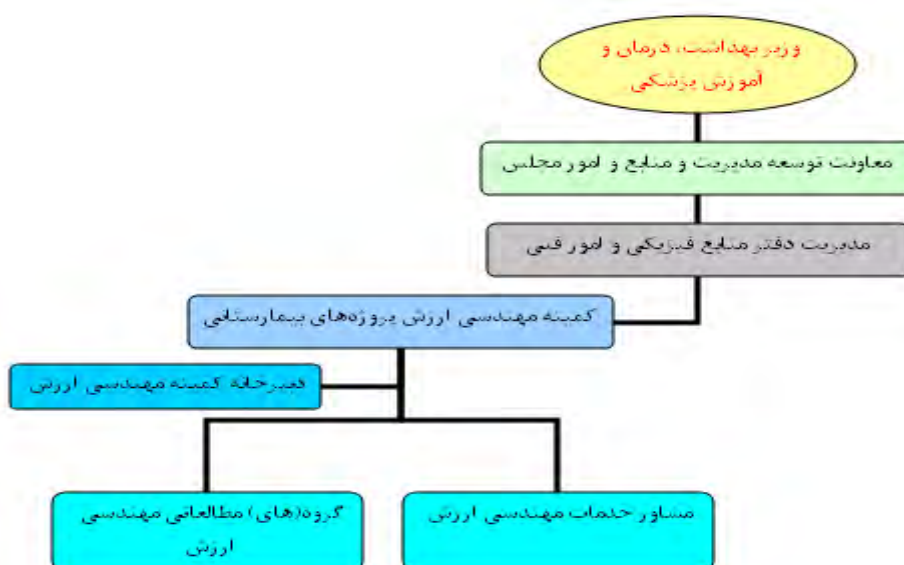 وزیر بهداشت، درمان و
آموزش پزشکی
معاونت توسعه مدیریت و منابع و امور مجلس
مدیریت دفتر منابع فیزیکی و امور فنی
کمیته مهندسی ارزش پروژه‌های بیمارستانی
دبیرخانه کمیته مهندسی ارزش
مشاور خدمات مهندسی ارزش
گروه(های) مطالعاتی مهندسی
ارزش